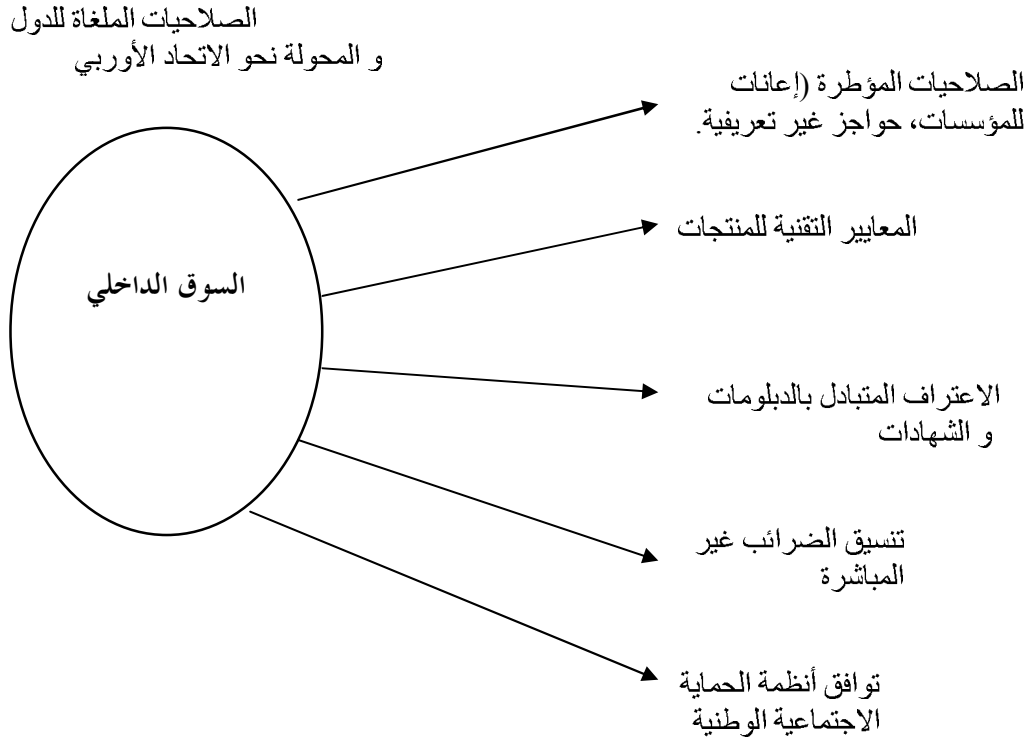 الصلاحيات الملغاة للدول
و المحولة نحو الاتحاد الأوربي
الصلاحيات المؤطرة (إعانات
للمؤسسات، حواجز غير تعريفية.
المعايير التقنية للمنتجات
السوق الداخلي
الاعتراف المتبادل بالدبلومات
و الشهادات
تنسيق الضرائب غير
المباشرة
توافق أنظمة الحماية
الاجتماعية الوطنية